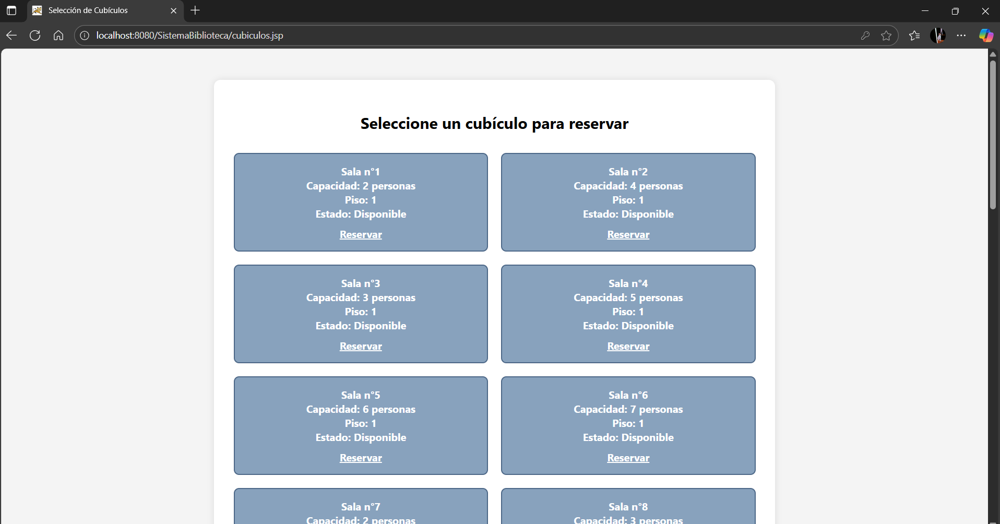 Selección de Cubículos
localhost:8080/SistemaBiblioteca/cubiculos.jsp
Seleccione un cubículo para reservar
Sala n°1
Capacidad: 2 personas
Piso: 1
Estado: Disponible
Reservar
Sala n°2
Capacidad: 4 personas
Piso: 1
Estado: Disponible
Reservar
Sala n°3
Capacidad: 3 personas
Piso: 1
Estado: Disponible
Reservar
Sala n°4
Capacidad: 5 personas
Piso: 1
Estado: Disponible
Reservar
Sala n°5
Capacidad: 6 personas
Piso: 1
Estado: Disponible
Reservar
Sala n°6
Capacidad: 7 personas
Piso: 1
Estado: Disponible
Reservar
Sala n°7
Capacidad: 2 personas
Sala n°8
Capacidad: 3 personas